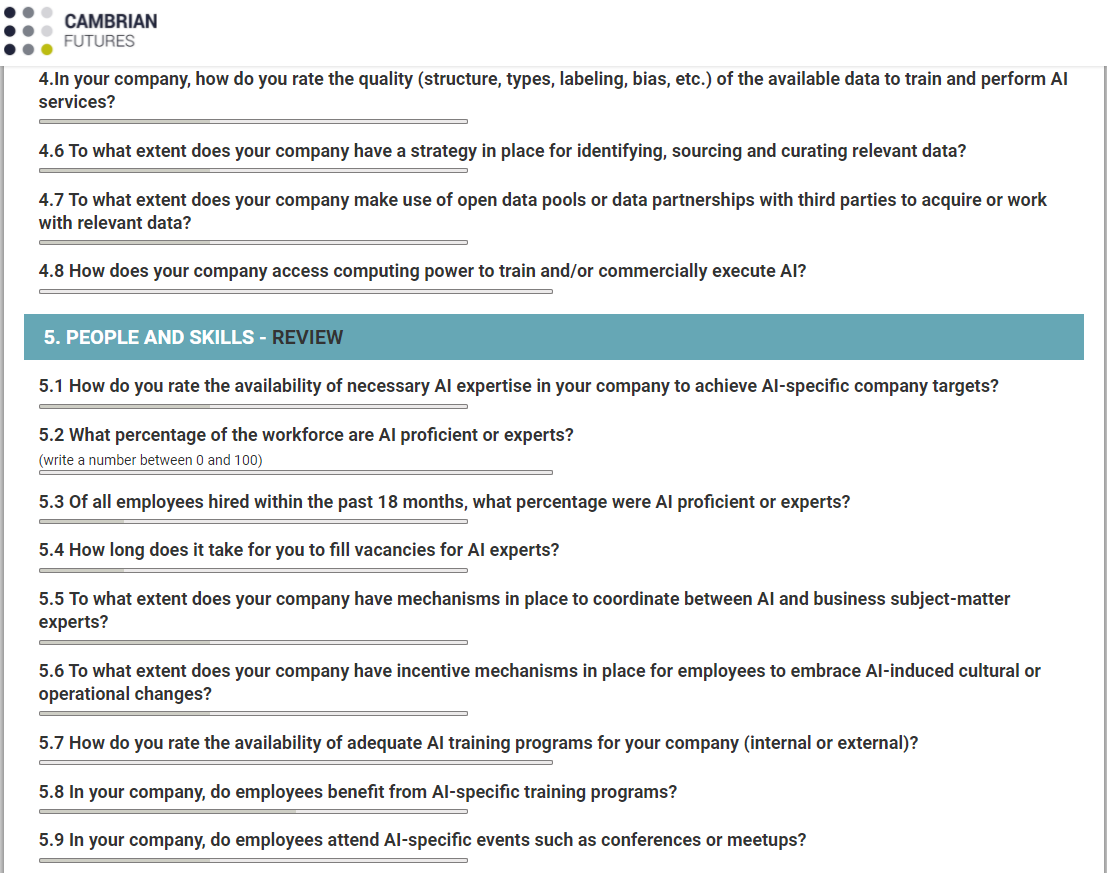 CAMBRIAN
FUTURES
4.In your company, how do you rate the quality (structure, types, labeling, bias, etc.) of the available data to train and perform AI
services?
4.6 To what extent does your company have a strategy in place for identifying, sourcing and curating relevant data?
4.7 To what extent does your company make use of open data pools or data partnerships with third parties to acquire or work
with relevant data?
4.8 How does your company access computing power to train and/or commercially execute AI?
5. PEOPLE AND SKILLS - REVIEW
5.1 How do you rate the availability of necessary AI expertise in your company to achieve AI-specific company targets?
5.2 What percentage of the workforce are AI proficient or experts?
(write a number between 0 and 100)
5.3 Of all employees hired within the past 18 months, what percentage were AI proficient or experts?
5.4 How long does it take for you to fill vacancies for AI experts?
5.5 To what extent does your company have mechanisms in place to coordinate between AI and business subject-matter
experts?
5.6 To what extent does your company have incentive mechanisms in place for employees to embrace AI-induced cultural or
operational changes?
5.7 How do you rate the availability of adequate AI training programs for your company (internal or external)?
5.8 In your company, do employees benefit from AI-specific training programs?
5.9 In your company, do employees attend AI-specific events such as conferences or meetups?